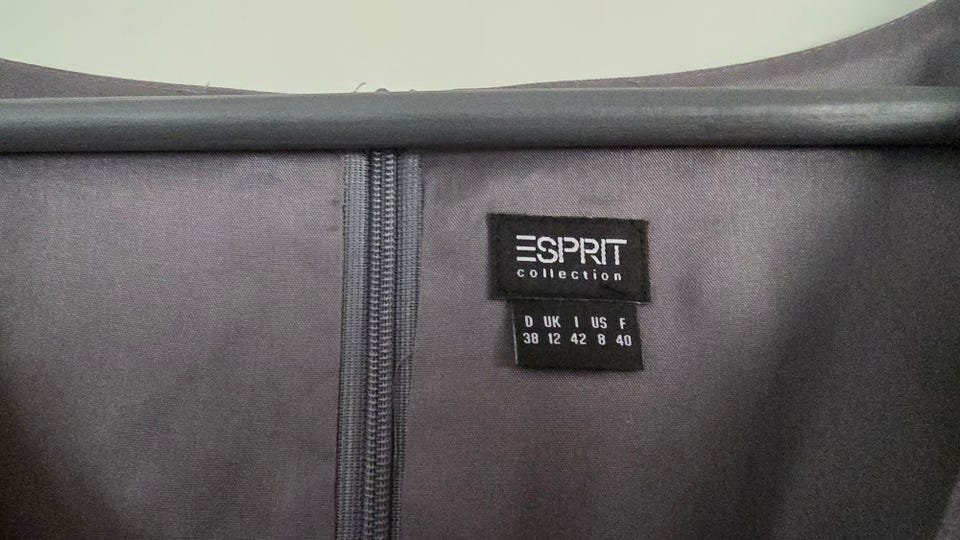 ESPRIT
collection
D UK I US F
38 12 42 8 40